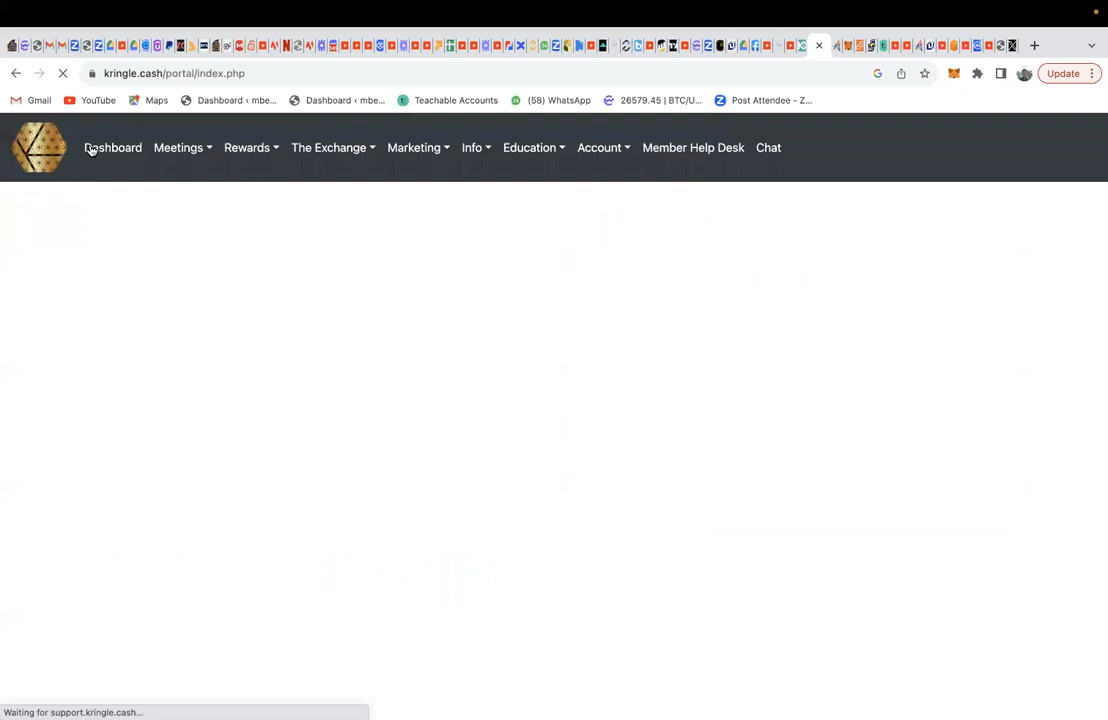 kringle.cash/portal/index.php
Update
Gmail YouTube Maps Dashboard ‹ mbe... Dashboard ‹ mbe... Teachable Accounts (58) WhatsApp 26579.45 | BTC/U... Post Attendee - Z...
Dashboard Meetings The Exchange Rewards Marketing Info Education Account Member Help Desk Chat
Waiting for support.kringle.cash...